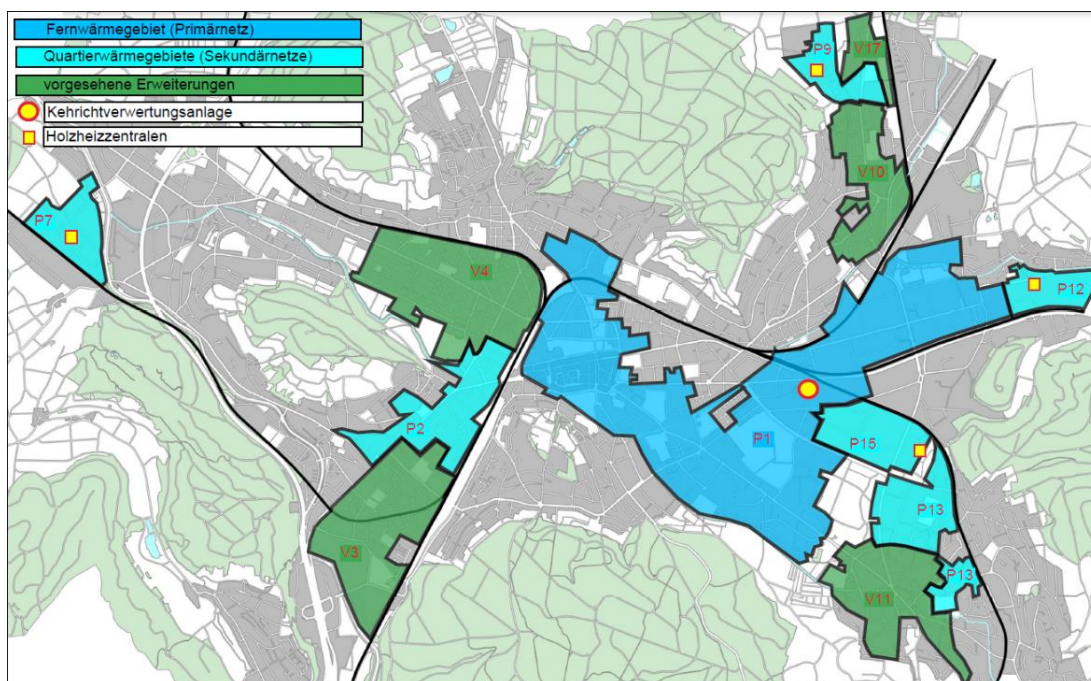 Fernwärmegebiet (Primärnetz)
Quartierwärmegebiete (Sekundärnetze)
vorgesehene Erweiterungen
Kehrichtverwertungsanlage
Holzheizzentralen
P9
V17
V10
P7
V4
P12
P2
P1
P15
P13
V3
P13
V11